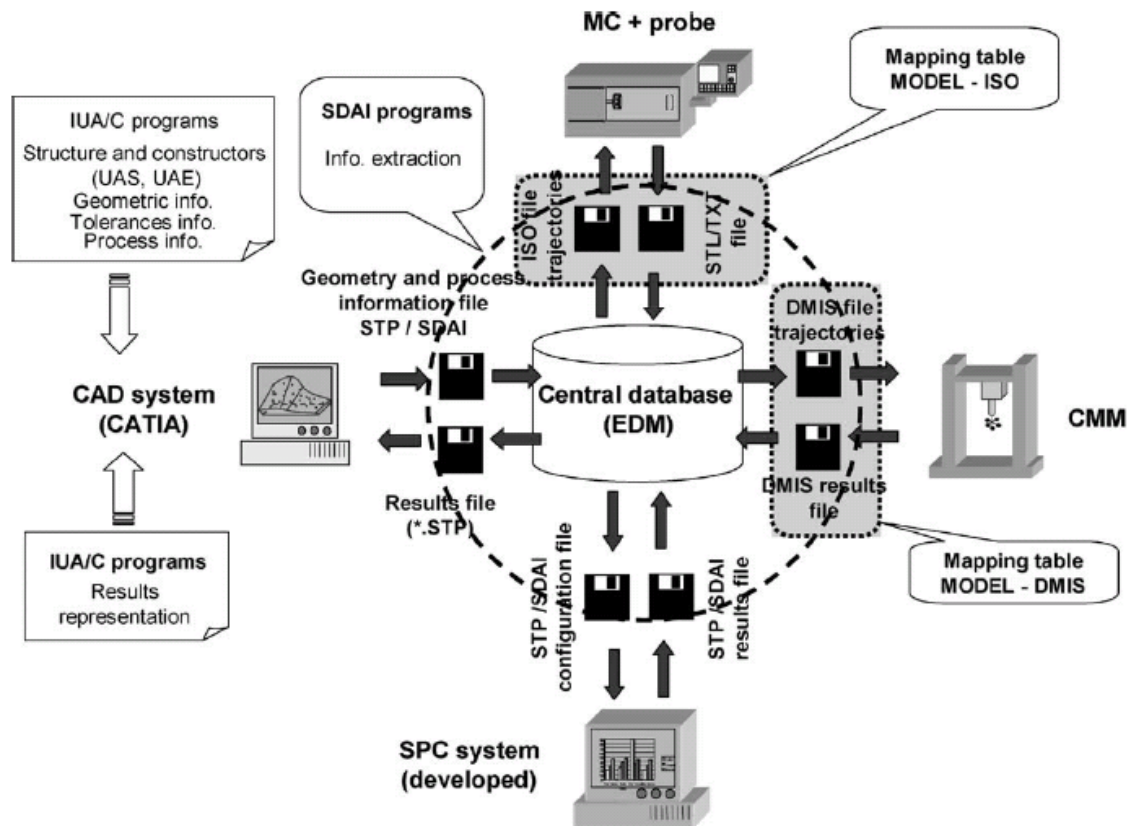 MC + probe
Mapping table
MODEL - ISO
IUA/C programs
Structure and constructors
(UAS, UAE)
Geometric info.
Tolerances info.
Process info.
SDAI programs
Info. extraction
ISO file
trajectories
STL/TXT
file
Geometry and process
information file
STP / SDAI
DMIS file
trajectories
CAD system
(CATIA)
Central database
(EDM)
CMM
Results file
(*.STP)
DMIS results
file
IUA/C programs
Results
representation
STP /SDAI
configuration file
STP /SDAI
results file
Mapping table
MODEL - DMIS
SPC system
(developed)